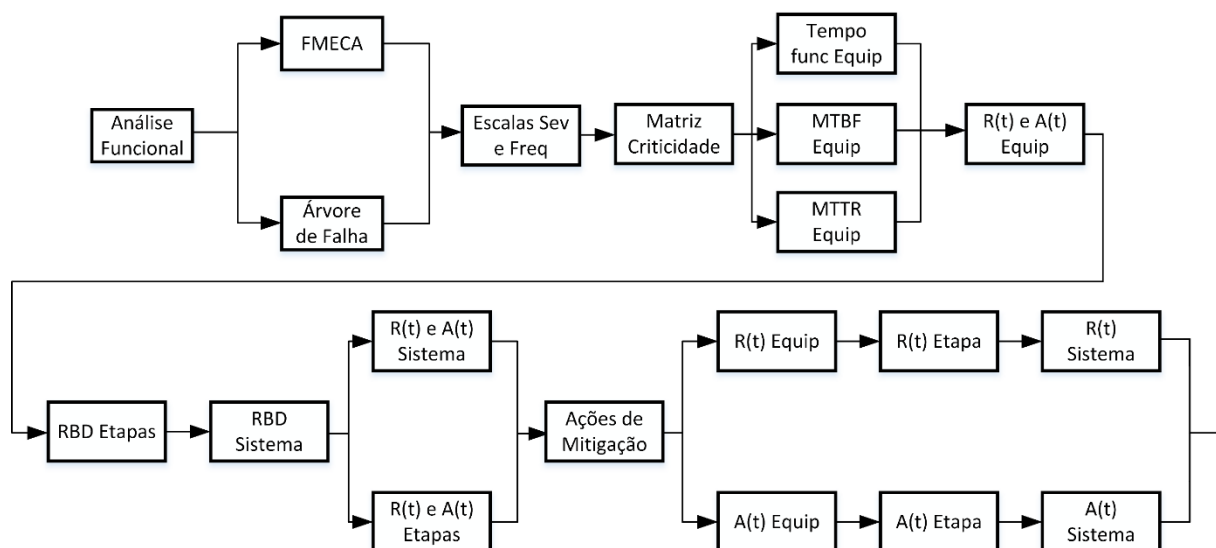 FMECA
Análise
Funcional
Árvore
de Falha
Escalas Sev
e Freq
Matriz
Criticidade
Tempo
func Equip
MTBF
Equip
MTTR
Equip
R(t) e A(t)
Equip
RBD Etapas
RBD
Sistema
R(t) e A(t)
Sistema
R(t) e A(t)
Etapas
Ações de
Mitigação
R(t) Equip
R(t) Etapa
R(t)
Sistema
A(t) Equip
A(t) Etapa
A(t)
Sistema